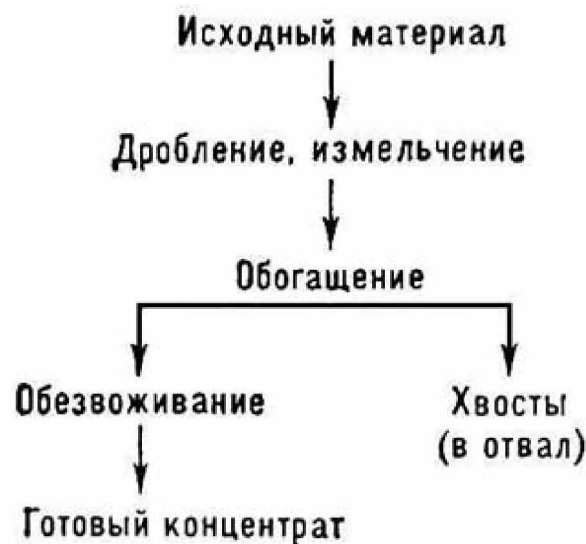 Исходный материал
Дробление, измельчение
Обогащение
Обезвоживание
Хвосты
(в отвал)
Готовый концентрат